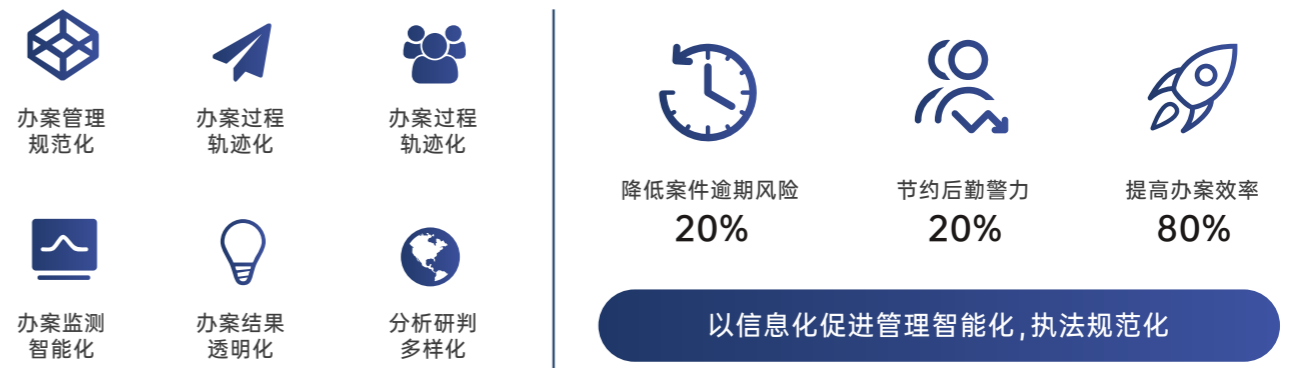 办案管理
规范化
办案过程
轨迹化
办案过程
轨迹化
办案监测
智能化
办案结果
透明化
分析研判
多样化
降低案件逾期风险
20%
节约后勤警力
20%
提高办案效率
80%
以信息化促进管理智能化,执法规范化